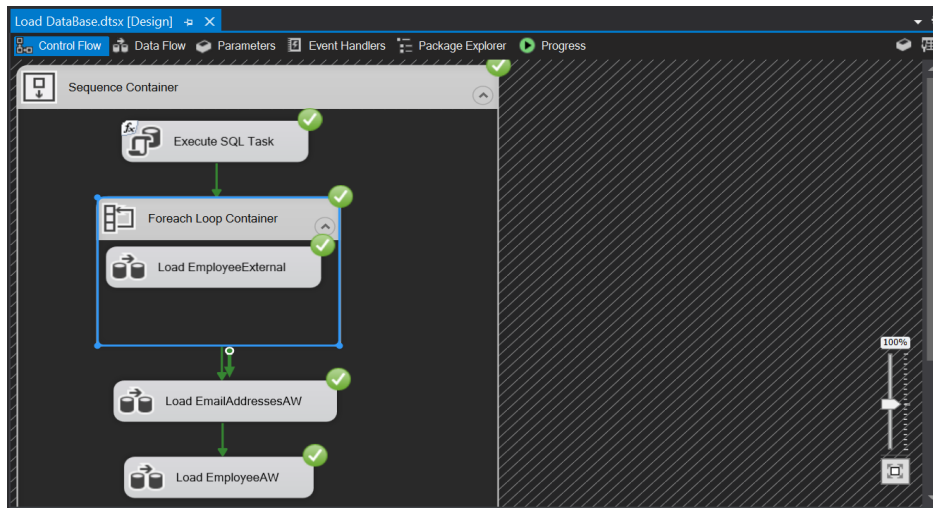 Load DataBase.dtsx [Design]
Control Flow Data Flow Parameters Event Handlers Package Explorer Progress
Sequence Container
fx
Execute SQL Task
Foreach Loop Container
Load EmployeeExternal
100%
Load EmailAddressesAW
Load EmployeeAW